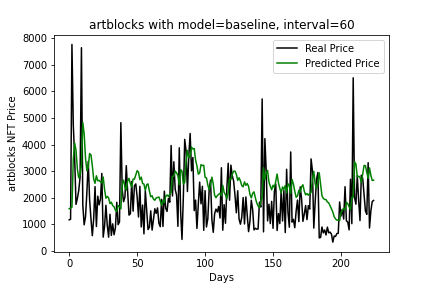 artblocks with model=baseline, interval=60
Real Price
Predicted Price
artblocks NFT Price
8000
7000
6000
5000
4000
3000
2000
1000
0
0
50
100
150
200
Days